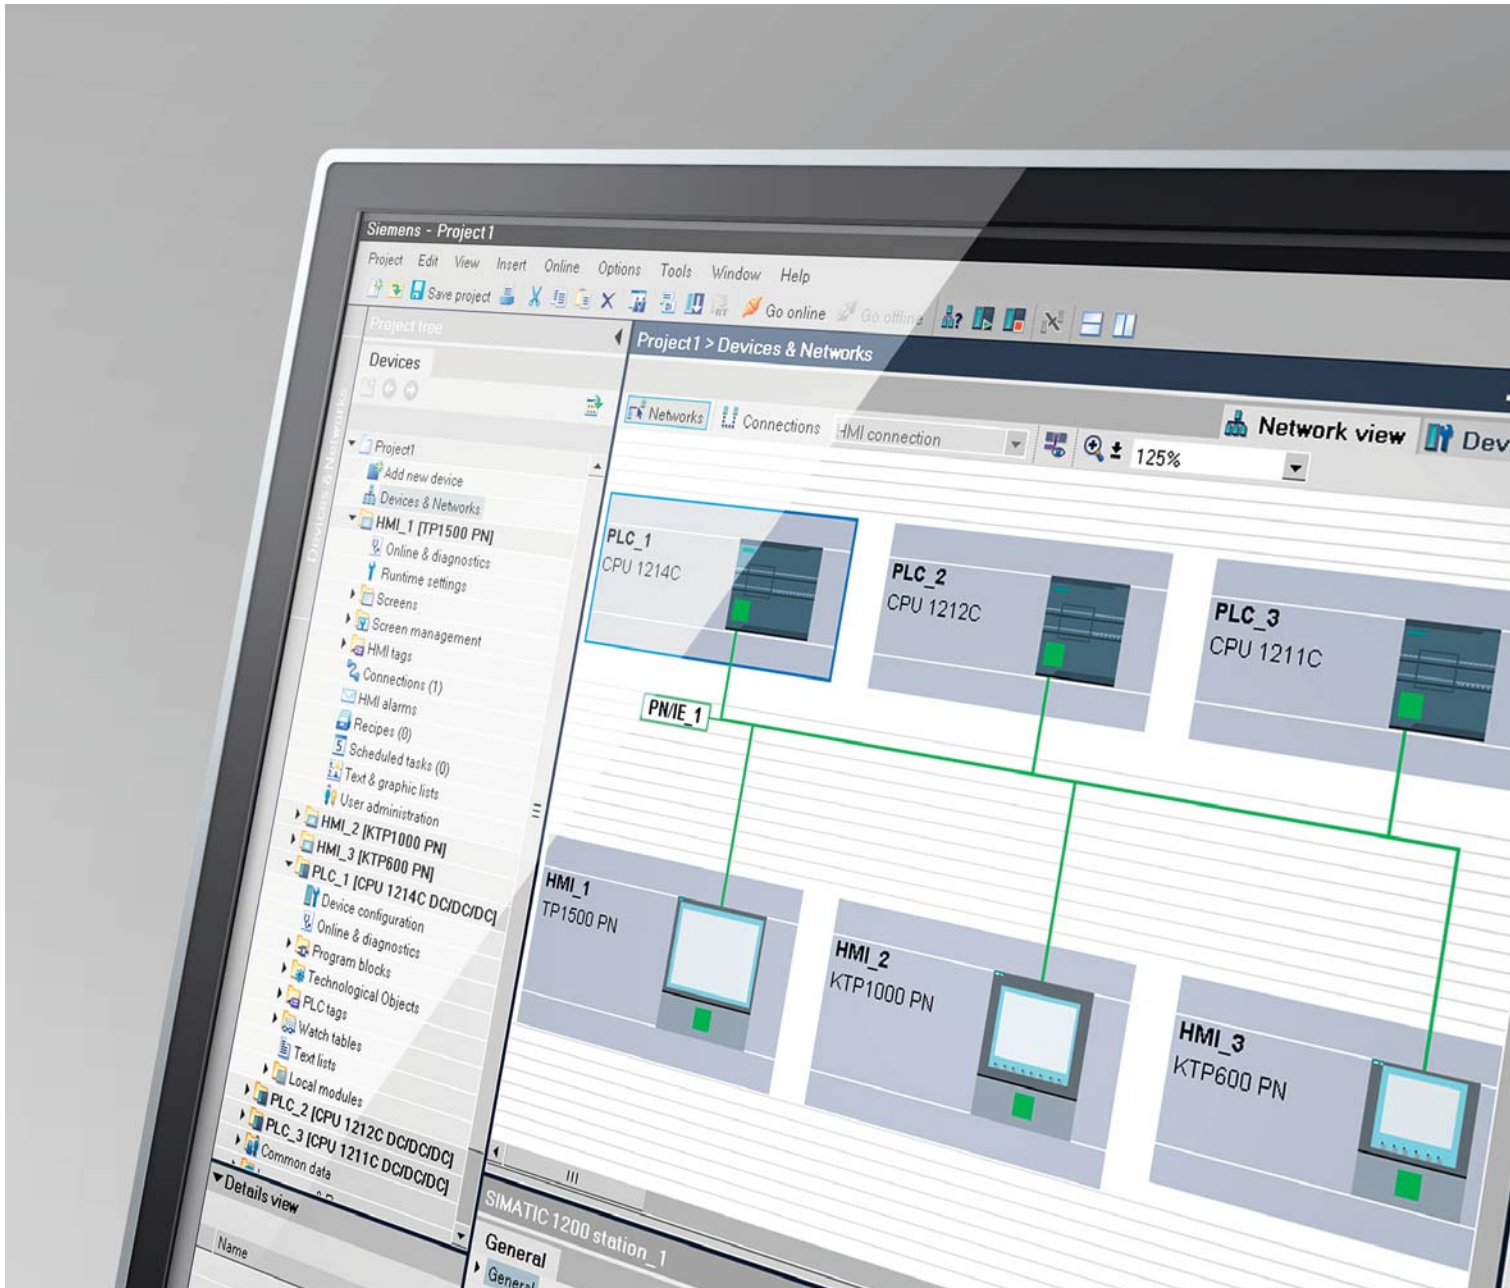 Siemens - Project1
Project Edit View Insert Online Options Tools Window Help
Save project Go online Go offline
Project tree
Project1 > Devices & Networks
Devices
Devices & Networks
Networks Connections HMI connection 125% Network view Dev
Project1
Add new device
Devices & Networks
HMI_1 [TP1500 PN]
Online & diagnostics
Runtime settings
Screens
Screen management
HMI tags
Connections (1)
HMI alarms
Recipes (0)
Scheduled tasks (0)
Text & graphic lists
User administration
HMI_2 [KTP1000 PN]
HMI_3 [KTP600 PN]
PLC_1 [CPU 1214C DC/DC/DC]
Device configuration
Online & diagnostics
Program blocks
Technological Objects
PLC tags
Watch tables
Text lists
Local modules
PLC_2 [CPU 1212C DC/DC/DC]
PLC_3 [CPU 1211C DC/DC/DC]
Common data
Details view
Name
PLC_1
CPU 1214C
PLC_2
CPU 1212C
PLC_3
CPU 1211C
PN/IE_1
HMI_1
TP1500 PN
HMI_2
KTP1000 PN
HMI_3
KTP600 PN
SIMATIC 1200 station_1
General
General